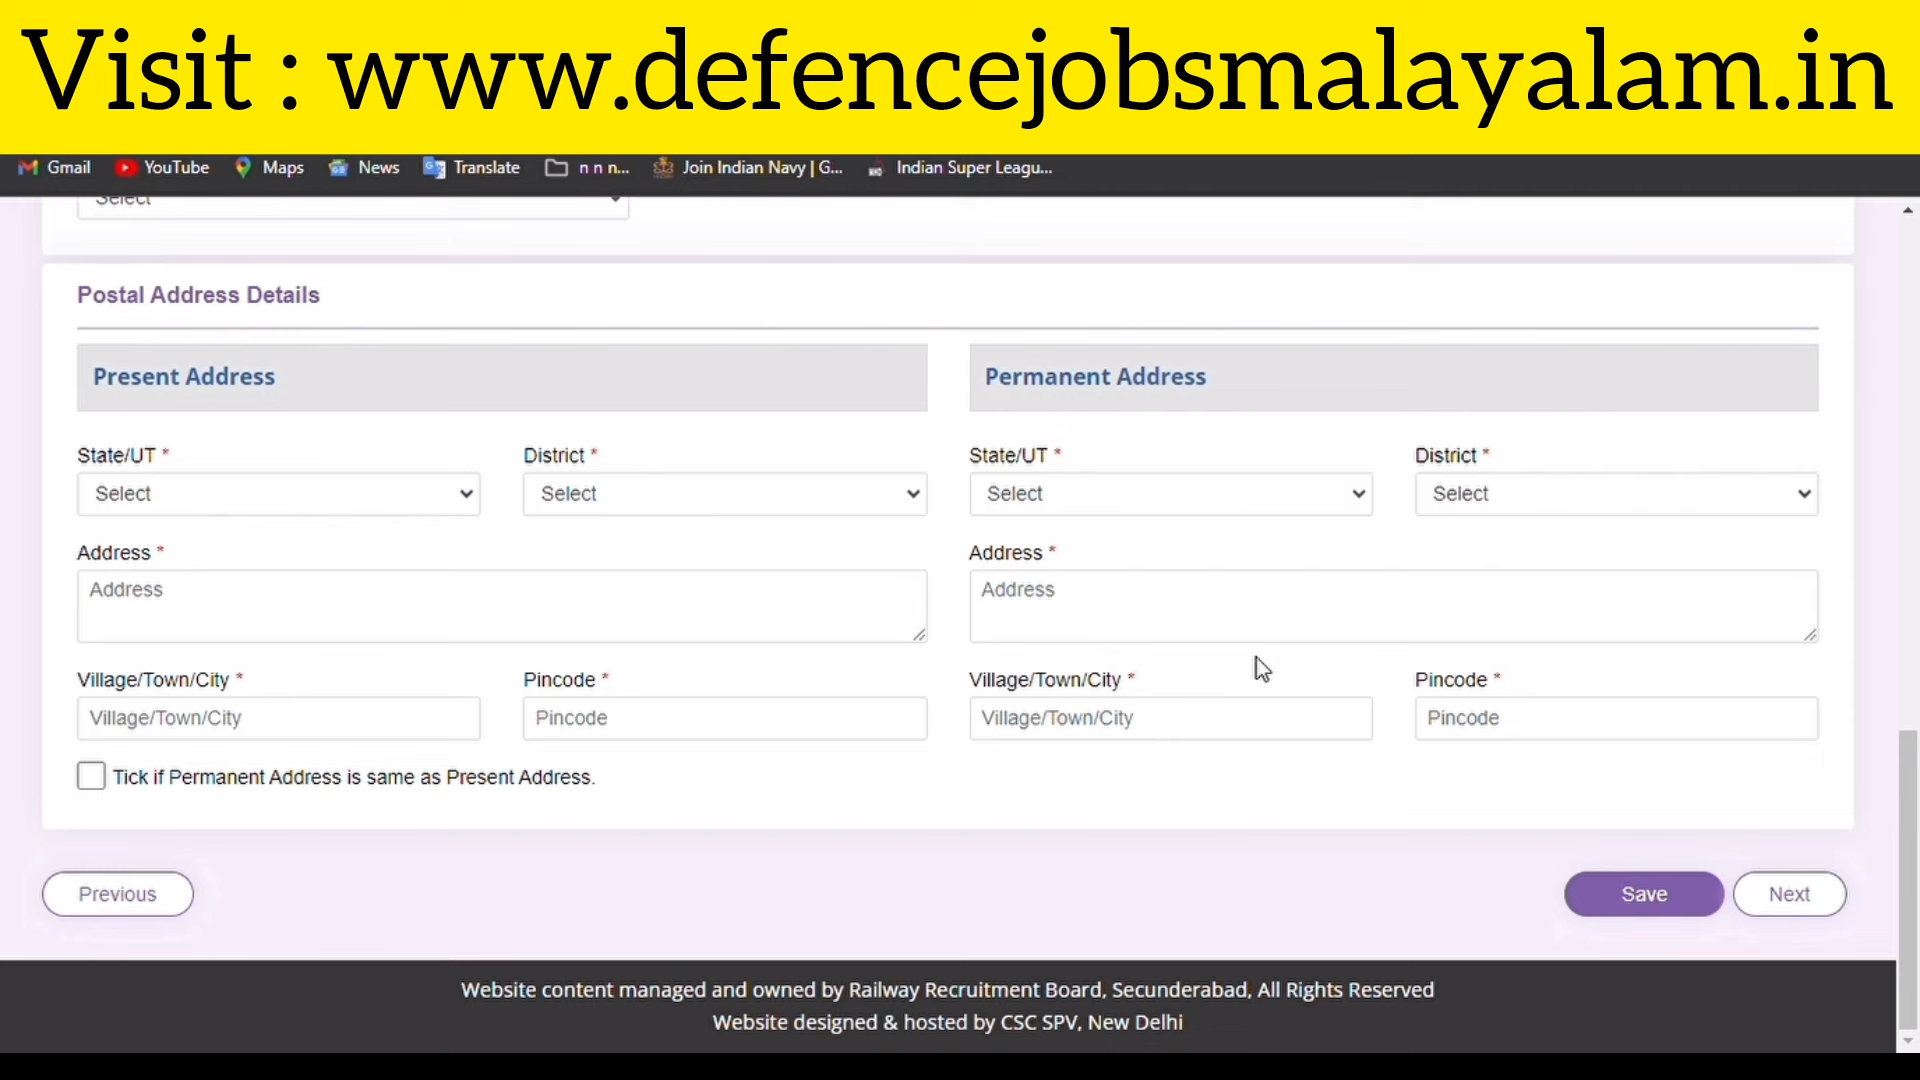 Visit : www.defencejobsmalayalam.in
Gmail YouTube Maps News Translate n n n... Join Indian Navy | G... Indian Super Leagu...
Select
Postal Address Details
Present Address Permanent Address
State/UT * District * State/UT * District *
Select Select Select Select
Address * Address *
Address Address
Village/Town/City * Pincode * Village/Town/City * Pincode *
Village/Town/City Pincode Village/Town/City Pincode
Tick if Permanent Address is same as Present Address.
Previous Save Next
Website content managed and owned by Railway Recruitment Board, Secunderabad, All Rights Reserved
Website designed & hosted by CSC SPV, New Delhi